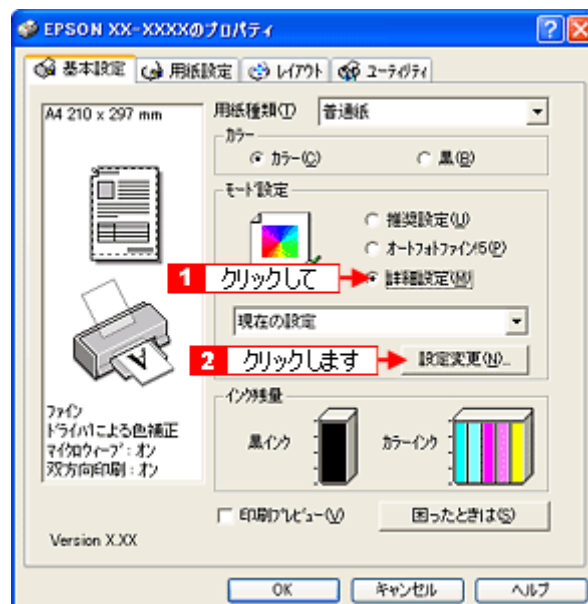 EPSON XX-XXXXのプロパティ
基本設定 用紙設定 レイアウト ユーティリティ
A4 210 x 297 mm
用紙種類(T) 普通紙
カラー
カラー(C) 黒(B)
モード設定
推奨設定(U)
オートフォトファイン!5(P)
1 クリックして 詳細設定(M)
現在の設定
2 クリックします 設定変更(N)...
ファイン
ドライバによる色補正
マイクロウィーブ：オン
双方向印刷：オン
インク残量
黒インク カラーインク
印刷プレビュー(V) 困ったときは(S)
Version X.XX
OK キャンセル ヘルプ